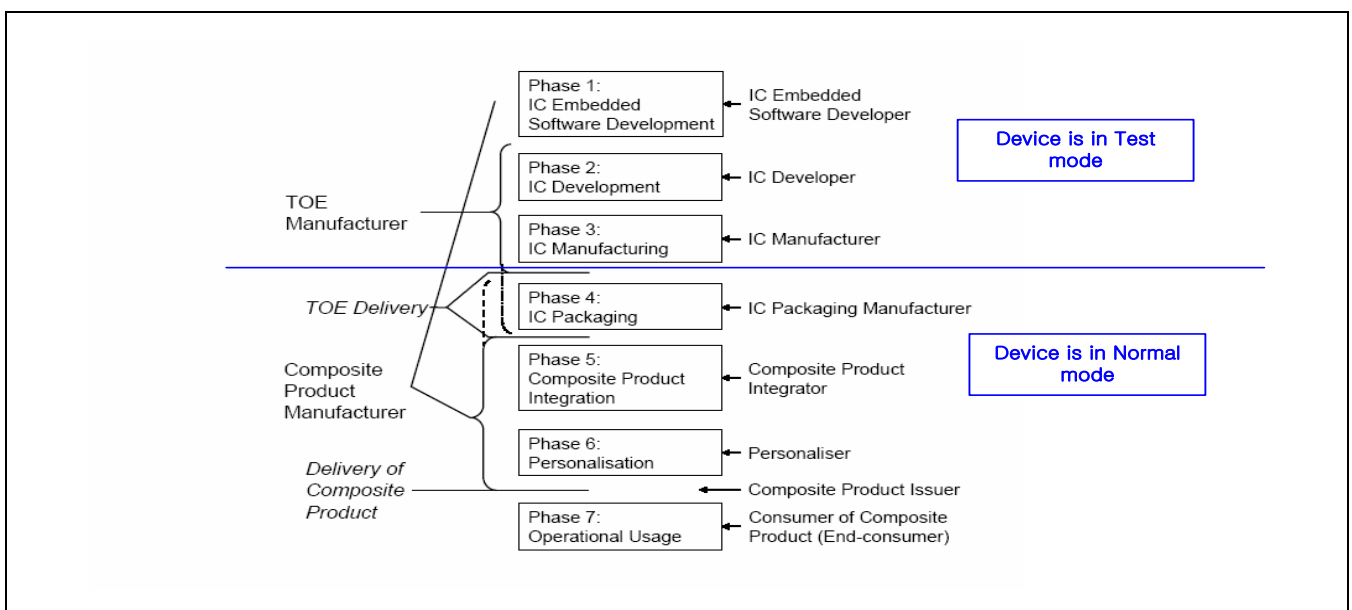 Phase 1:
IC Embedded
Software Development
IC Embedded
Software Developer
Device is in Test
mode
Phase 2:
IC Development
IC Developer
TOE
Manufacturer
Phase 3:
IC Manufacturing
IC Manufacturer
TOE Delivery
Phase 4:
IC Packaging
IC Packaging Manufacturer
Device is in Normal
mode
Composite
Product
Manufacturer
Phase 5:
Composite Product
Integration
Composite Product
Integrator
Phase 6:
Personalisation
Personaliser
Delivery of
Composite
Product
Composite Product Issuer
Phase 7:
Operational Usage
Consumer of Composite
Product (End-consumer)